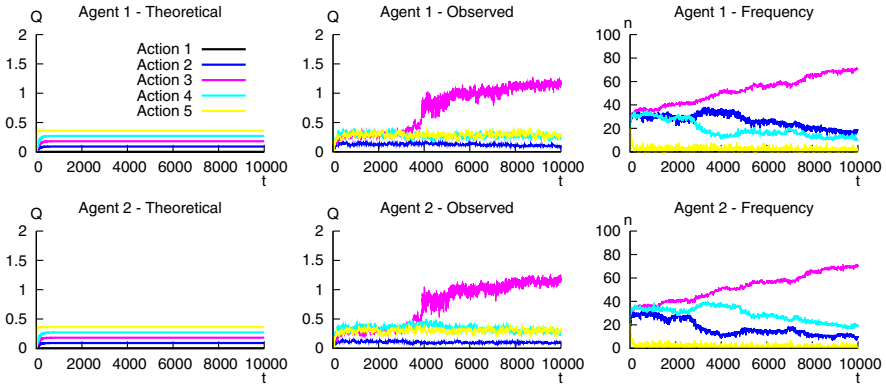 Agent 1 - Theoretical
Q
2
1.5
1
0.5
0
Action 1
Action 2
Action 3
Action 4
Action 5
0 2000 4000 6000 8000 10000
t
Agent 1 - Observed
Q
2
1.5
1
0.5
0
0 2000 4000 6000 8000 10000
t
Agent 1 - Frequency
n
100
80
60
40
20
0
0 2000 4000 6000 8000 10000
t
Agent 2 - Theoretical
Q
2
1.5
1
0.5
0
0 2000 4000 6000 8000 10000
t
Agent 2 - Observed
Q
2
1.5
1
0.5
0
0 2000 4000 6000 8000 10000
t
Agent 2 - Frequency
n
100
80
60
40
20
0
0 2000 4000 6000 8000 10000
t